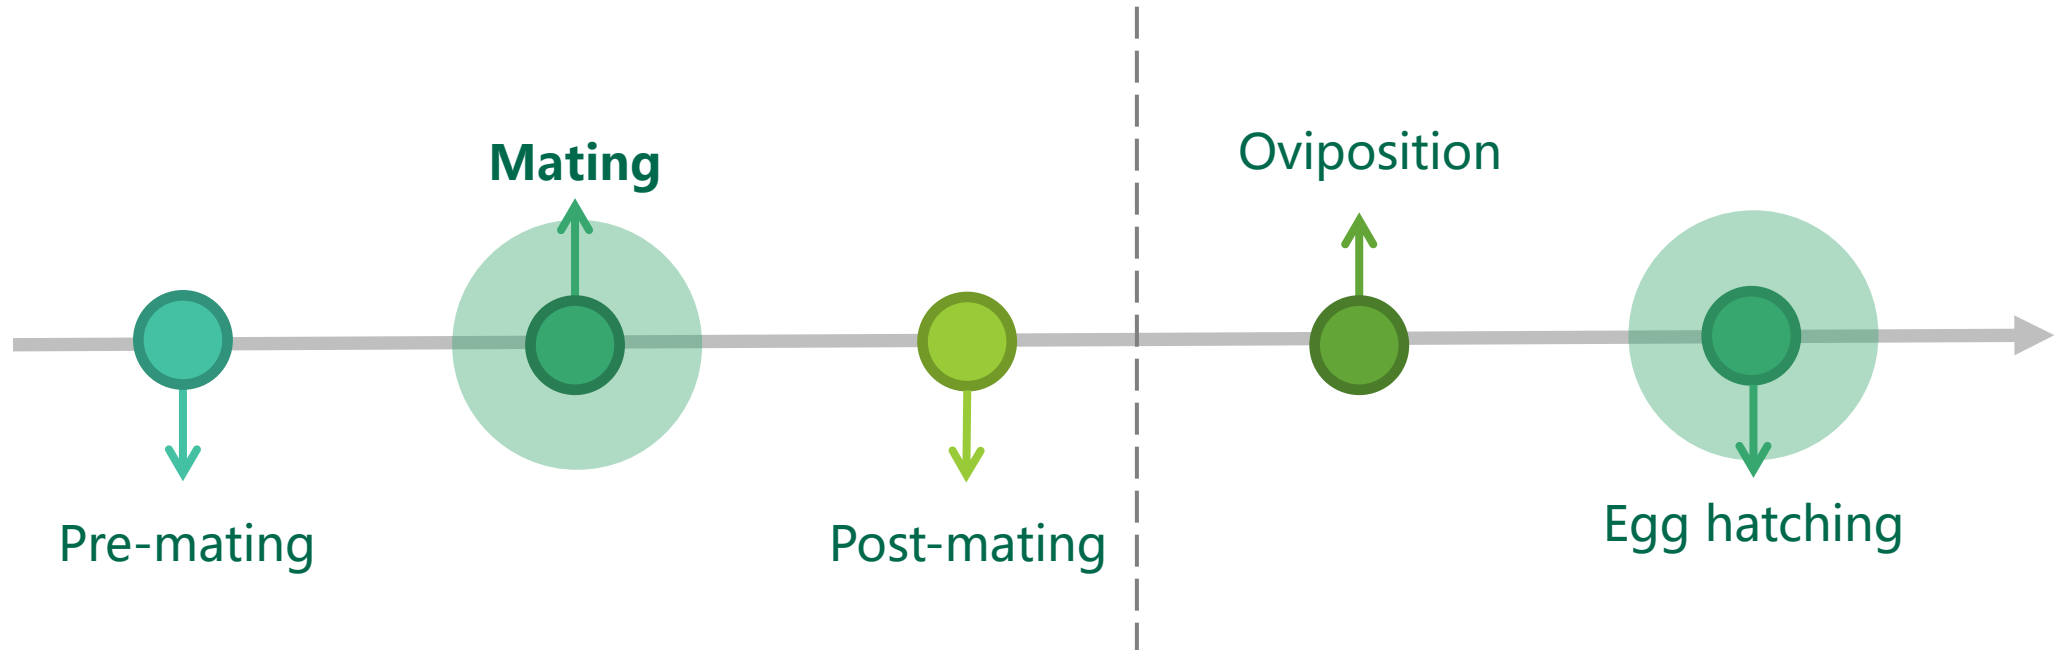 Pre-mating
Mating
Post-mating
Oviposition
Egg hatching